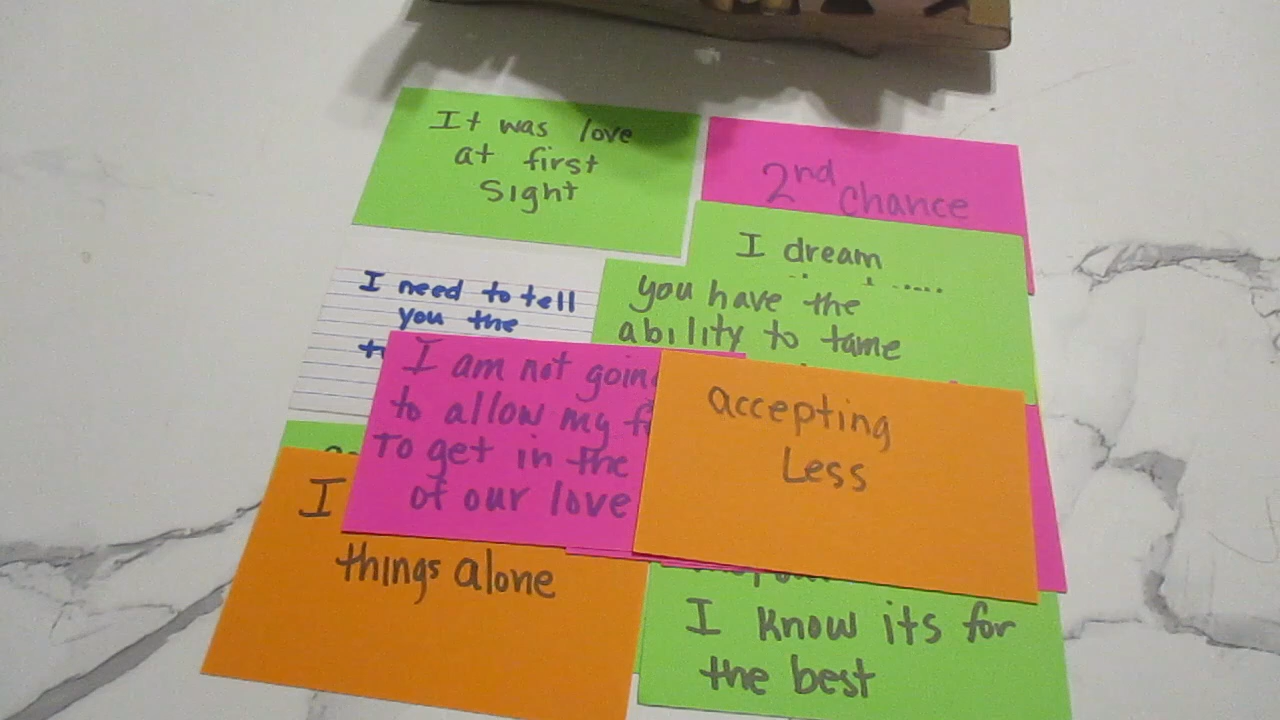 It was love
at first
sight
2nd
chance
I dream
you have the
ability to tame
I need to tell
you the
I am not going
to allow my
to get in the
of our love
accepting
Less
I
things alone
I know its for
the best